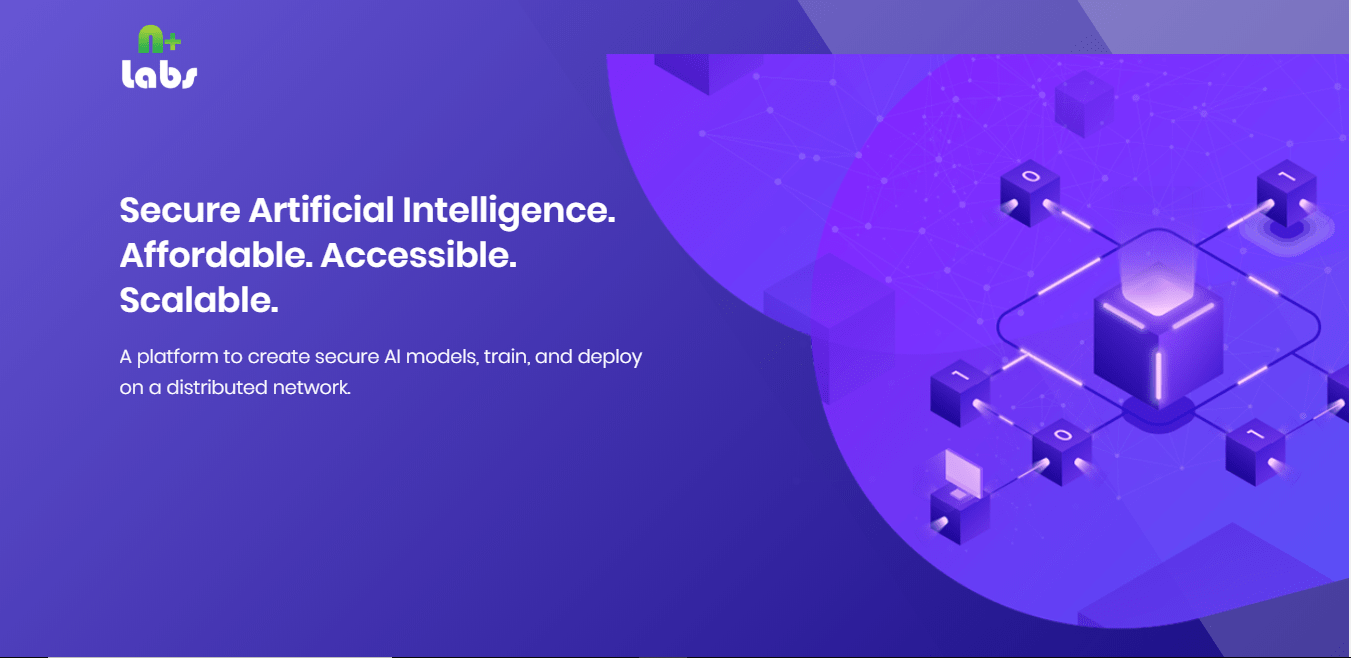 n+
Labs
Secure Artificial Intelligence.
Affordable. Accessible.
Scalable.
A platform to create secure AI models, train, and deploy
on a distributed network.
0
1
1
0
1